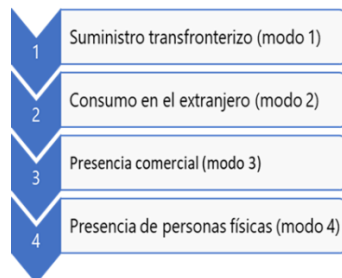 1
Suministro transfronterizo (modo 1)
2
Consumo en el extranjero (modo 2)
3
Presencia comercial (modo 3)
4
Presencia de personas físicas (modo 4)